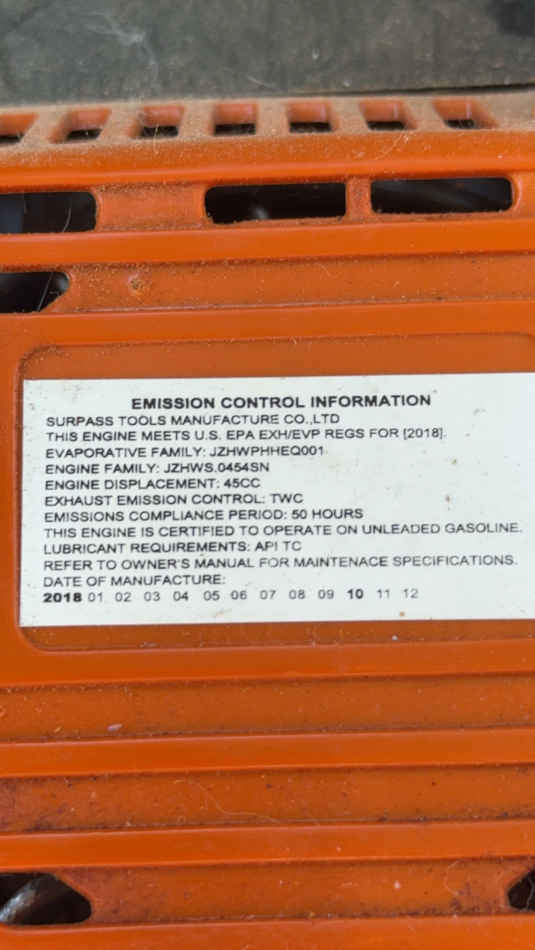 EMISSION CONTROL INFORMATION
SURPASS TOOLS MANUFACTURE CO.,LTD
THIS ENGINE MEETS U.S. EPA EXH/EVP REGS FOR [2018].
EVAPORATIVE FAMILY: JZHWPHHEQ001
ENGINE FAMILY: JZHWS.0454SN
ENGINE DISPLACEMENT: 45CC
EXHAUST EMISSION CONTROL: TWC
EMISSIONS COMPLIANCE PERIOD: 50 HOURS
THIS ENGINE IS CERTIFIED TO OPERATE ON UNLEADED GASOLINE.
LUBRICANT REQUIREMENTS: API TC
REFER TO OWNER'S MANUAL FOR MAINTENACE SPECIFICATIONS.
DATE OF MANUFACTURE:
2018 01 02 03 04 05 06 07 08 09 10 11 12